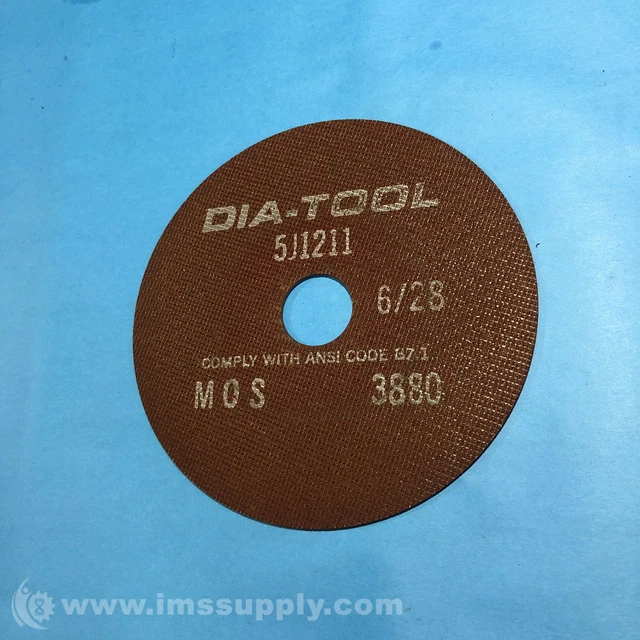 DIA-TOOL
5J1211
6/28
COMPLY WITH ANSI CODE B7.1
MOS 3880
www.imssupply.com